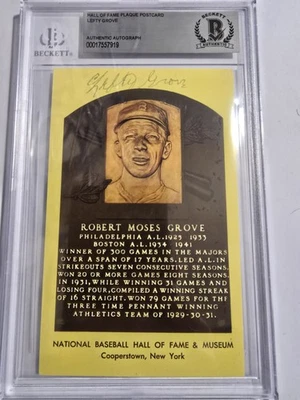 HALL OF FAME PLAQUE POSTCARD
LEFTY GROVE
AUTHENTIC AUTOGRAPH
00017357919
BECKETT
BECKETT
AUTHENTIC
Lefty Grove
ROBERT MOSES GROVE
PHILADELPHIA A.L. 1925 1933
BOSTON A.L. 1934 1941
WINNER OF 300 GAMES IN THE MAJORS
OVER A SPAN OF 17 YEARS. LED A.L. IN
STRIKEOUTS SEVEN CONSECUTIVE SEASONS.
WON 20 OR MORE GAMES EIGHT SEASONS.
IN 1931, WHILE WINNING 31 GAMES AND
LOSING FOUR, COMPILED A WINNING STREAK
OF 16 STRAIGHT. WON 79 GAMES FOR THE
THREE TIME PENNANT WINNING
ATHLETICS TEAM OF 1929-30-31.
NATIONAL BASEBALL HALL OF FAME & MUSEUM
Cooperstown, New York